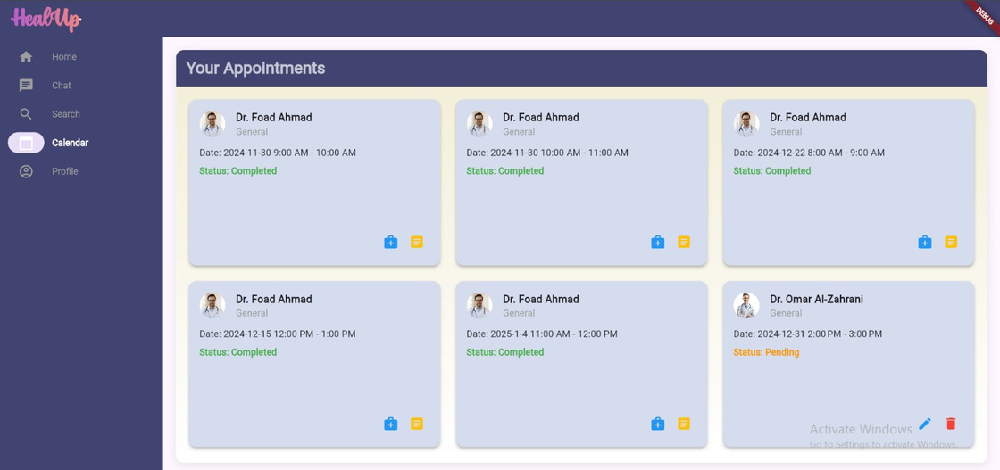 HealUp
DEBUG
Home
Chat
Search
Calendar
Profile
Your Appointments
Dr. Foad Ahmad
General
Date: 2024-11-30 9:00 AM - 10:00 AM
Status: Completed
Dr. Foad Ahmad
General
Date: 2024-11-30 10:00 AM - 11:00 AM
Status: Completed
Dr. Foad Ahmad
General
Date: 2024-12-22 8:00 AM - 9:00 AM
Status: Completed
Dr. Foad Ahmad
General
Date: 2024-12-15 12:00 PM - 1:00 PM
Status: Completed
Dr. Foad Ahmad
General
Date: 2025-1-4 11:00 AM - 12:00 PM
Status: Completed
Dr. Omar Al-Zahrani
General
Date: 2024-12-31 2:00 PM - 3:00 PM
Status: Pending
Activate Windows
Go to Settings to activate Windows.